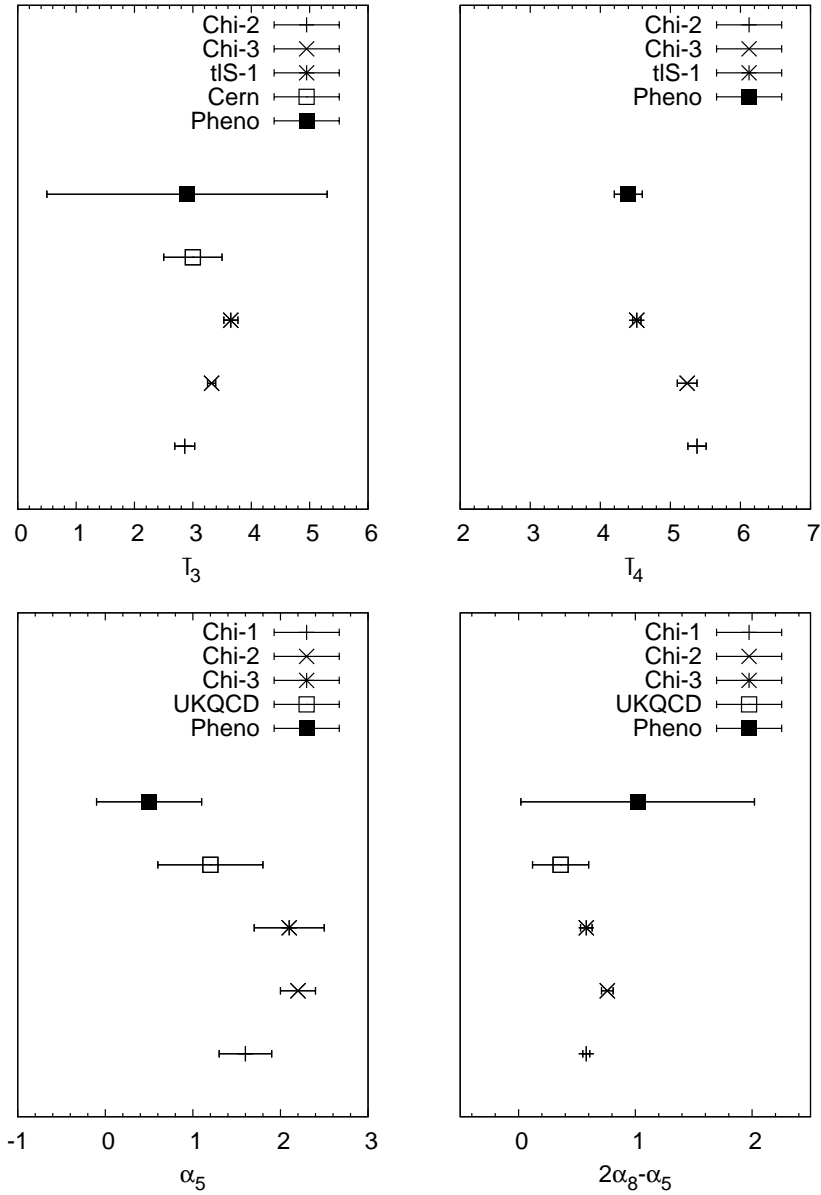 Chi-2
Chi-3
tlS-1
Cern
Pheno
0 1 2 3 4 5 6
l̄3
Chi-2
Chi-3
tlS-1
Pheno
2 3 4 5 6 7
l̄4
Chi-1
Chi-2
Chi-3
UKQCD
Pheno
-1 0 1 2 3
α5
Chi-1
Chi-2
Chi-3
UKQCD
Pheno
0 1 2
2α8-α5